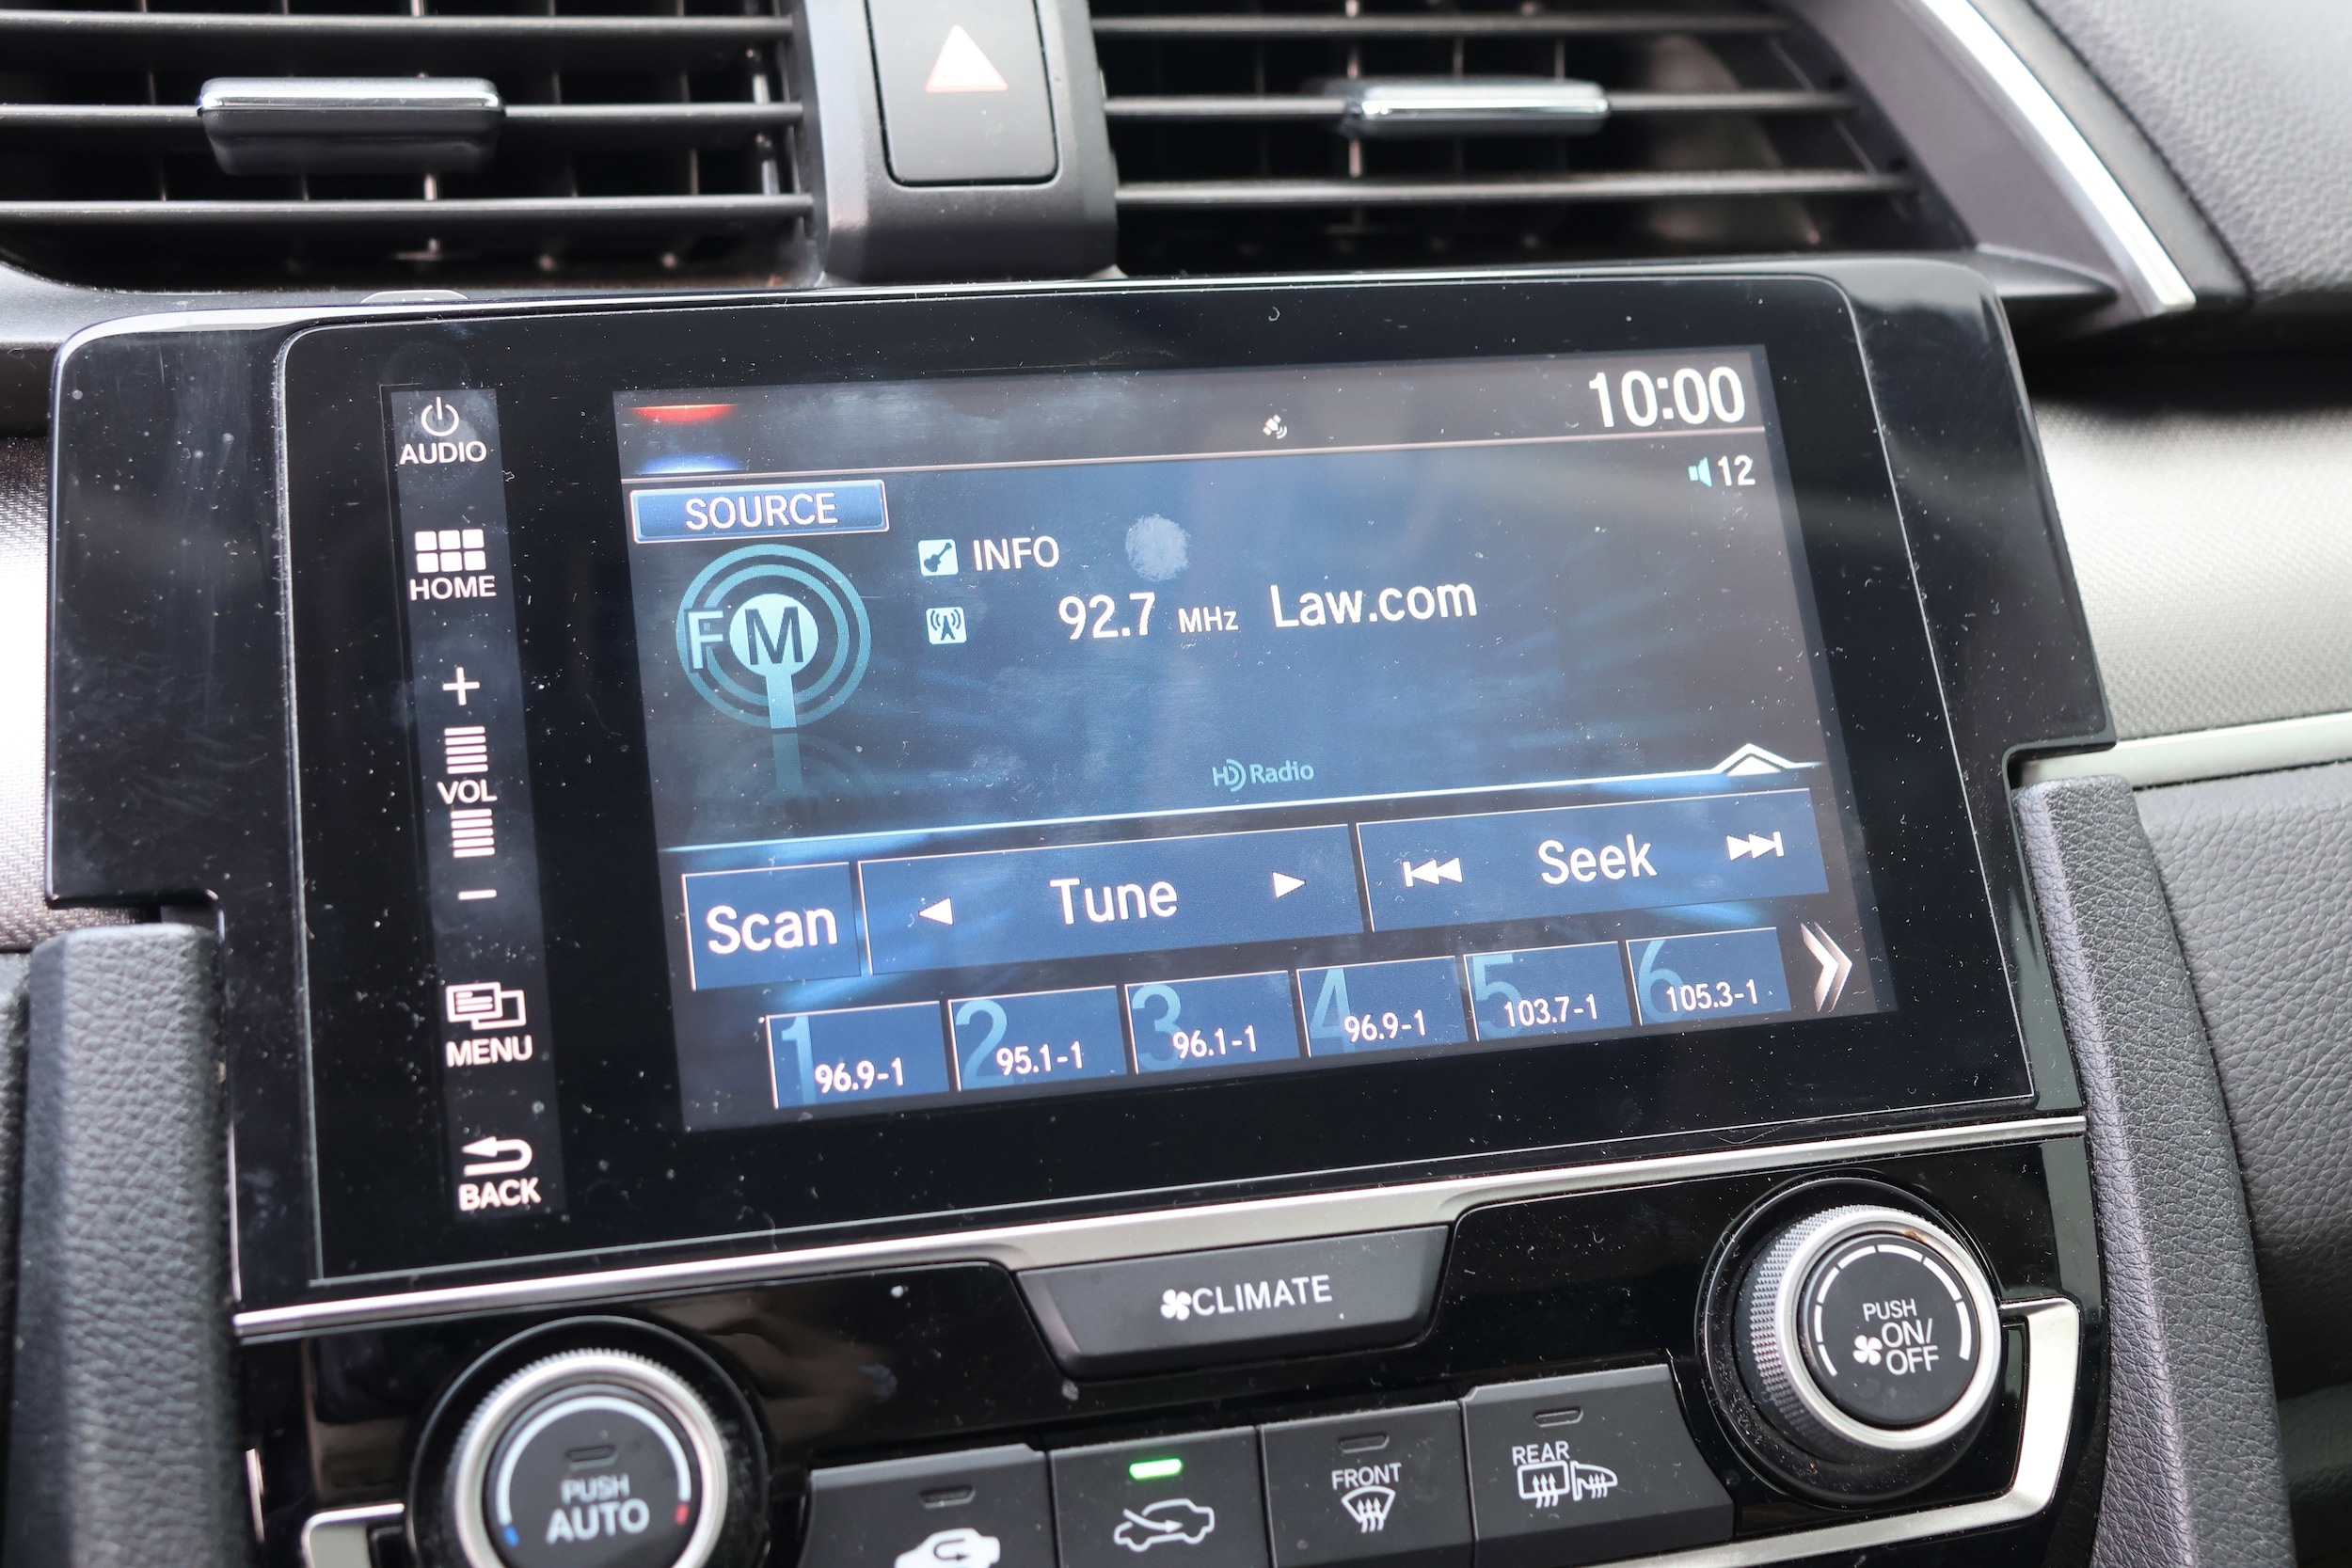 10:00
12
AUDIO
SOURCE
INFO
HOME
FM
92.7 MHz Law.com
VOL
HD Radio
Scan
Tune
Seek
1 96.9-1
2 95.1-1
3 96.1-1
4 96.9-1
5 103.7-1
6 105.3-1
MENU
BACK
CLIMATE
PUSH
ON/
OFF
PUSH
AUTO
FRONT
REAR